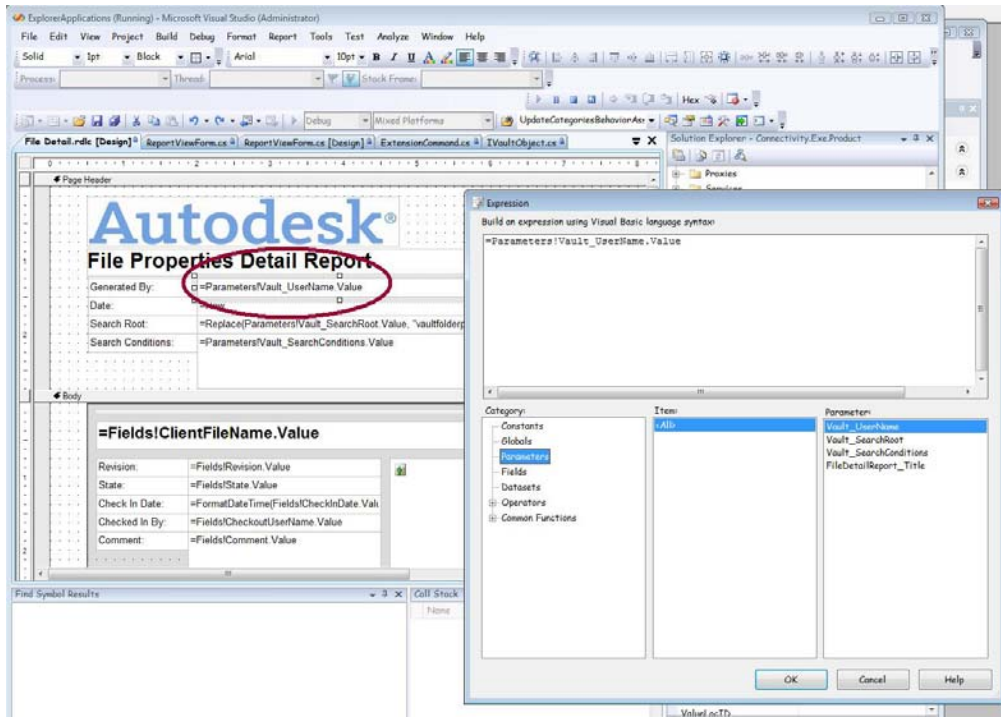 ExplorerApplications (Running) - Microsoft Visual Studio (Administrator)
File Edit View Project Build Debug Format Report Tools Test Analyze Window Help
Solid 1pt Black Arial 10pt B I U A
Process: Thread: Stack Frame:
Hex
Debug Mixed Platforms UpdateCategoriesBehaviorAss
File Detail.rdlc [Design] ReportViewForm.cs ReportViewForm.cs [Design] ExtensionCommand.cs IVaultObject.cs
Solution Explorer - Connectivity.Exe.Product
Proxies
Services
Page Header
Autodesk®
File Properties Detail Report
Generated By: =Parameters!Vault_UserName.Value
Date: =Now
Search Root: =Replace(Parameters!Vault_SearchRoot.Value, "vaultfolderp
Search Conditions: =Parameters!Vault_SearchConditions.Value
Body
=Fields!ClientFileName.Value
Revision: =Fields!Revision.Value
State: =Fields!State.Value
Check In Date: =FormatDateTime(Fields!CheckInDate.Valu
Checked In By: =Fields!CheckoutUserName.Value
Comment: =Fields!Comment.Value
Find Symbol Results
Call Stack
Name
Expression
Build an expression using Visual Basic language syntax:
=Parameters!Vault_UserName.Value
Category:
Constants
Globals
Parameters
Fields
Datasets
Operators
Common Functions
Item:
<All>
Parameter:
Vault_UserName
Vault_SearchRoot
Vault_SearchConditions
FileDetailReport_Title
OK Cancel Help
ValueLocID